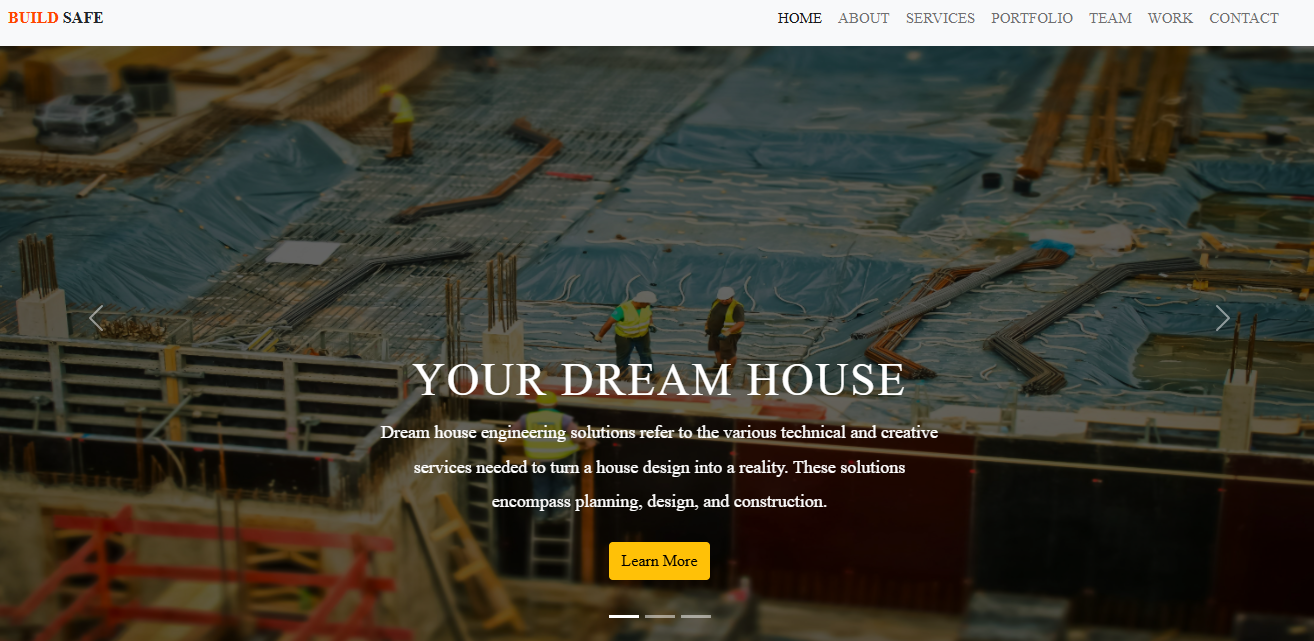 BUILD SAFE
HOME ABOUT SERVICES PORTFOLIO TEAM WORK CONTACT
YOUR DREAM HOUSE
Dream house engineering solutions refer to the various technical and creative
services needed to turn a house design into a reality. These solutions
encompass planning, design, and construction.
Learn More